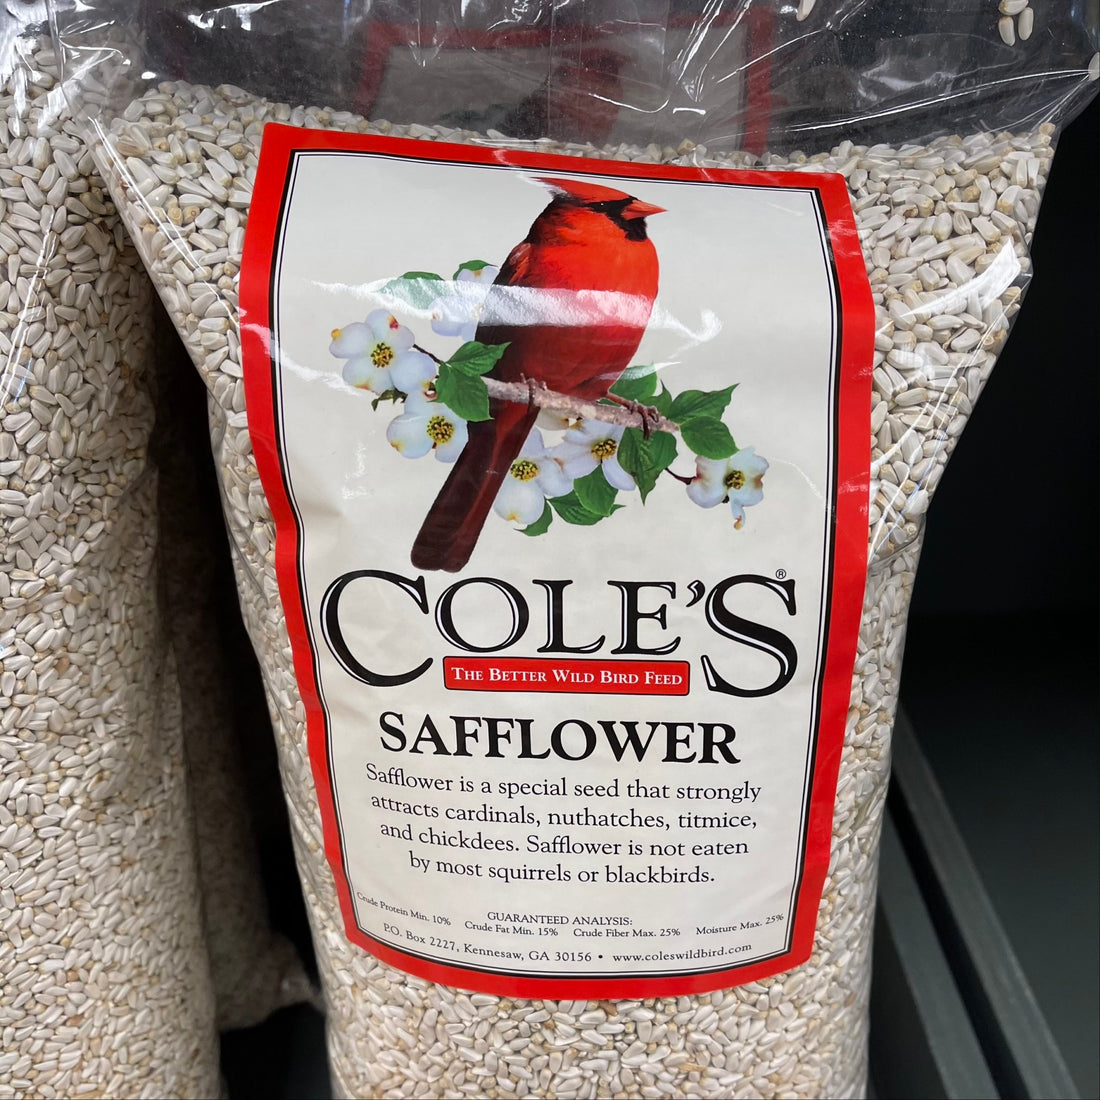 COLE'S®
THE BETTER WILD BIRD FEED
SAFFLOWER
Safflower is a special seed that strongly
attracts cardinals, nuthatches, titmice,
and chickdees. Safflower is not eaten
by most squirrels or blackbirds.
GUARANTEED ANALYSIS:
Crude Protein Min. 10% Crude Fat Min. 15% Crude Fiber Max. 25% Moisture Max. 25%
P.O. Box 2227, Kennesaw, GA 30156 • www.coleswildbird.com